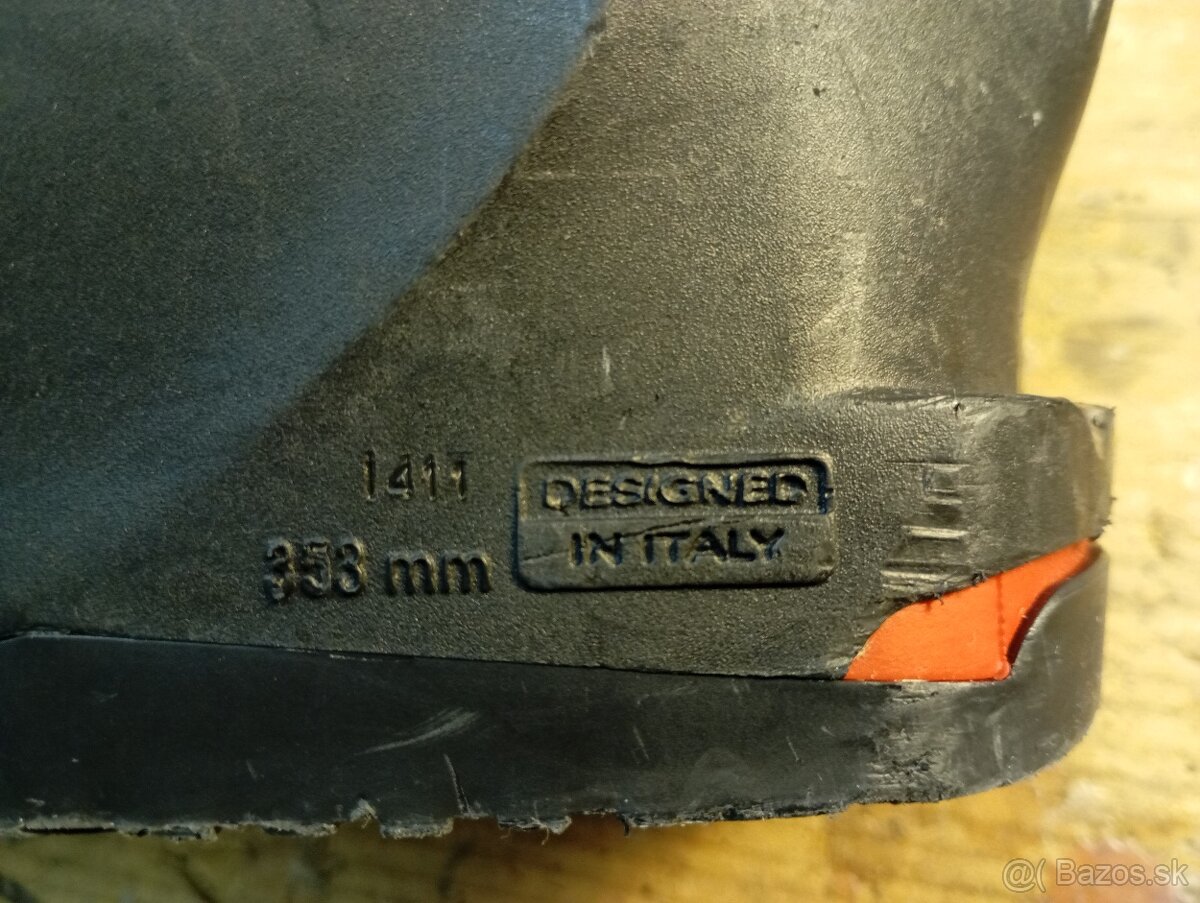 1411
353 mm
DESIGNED
IN ITALY
@( Bazos.sk